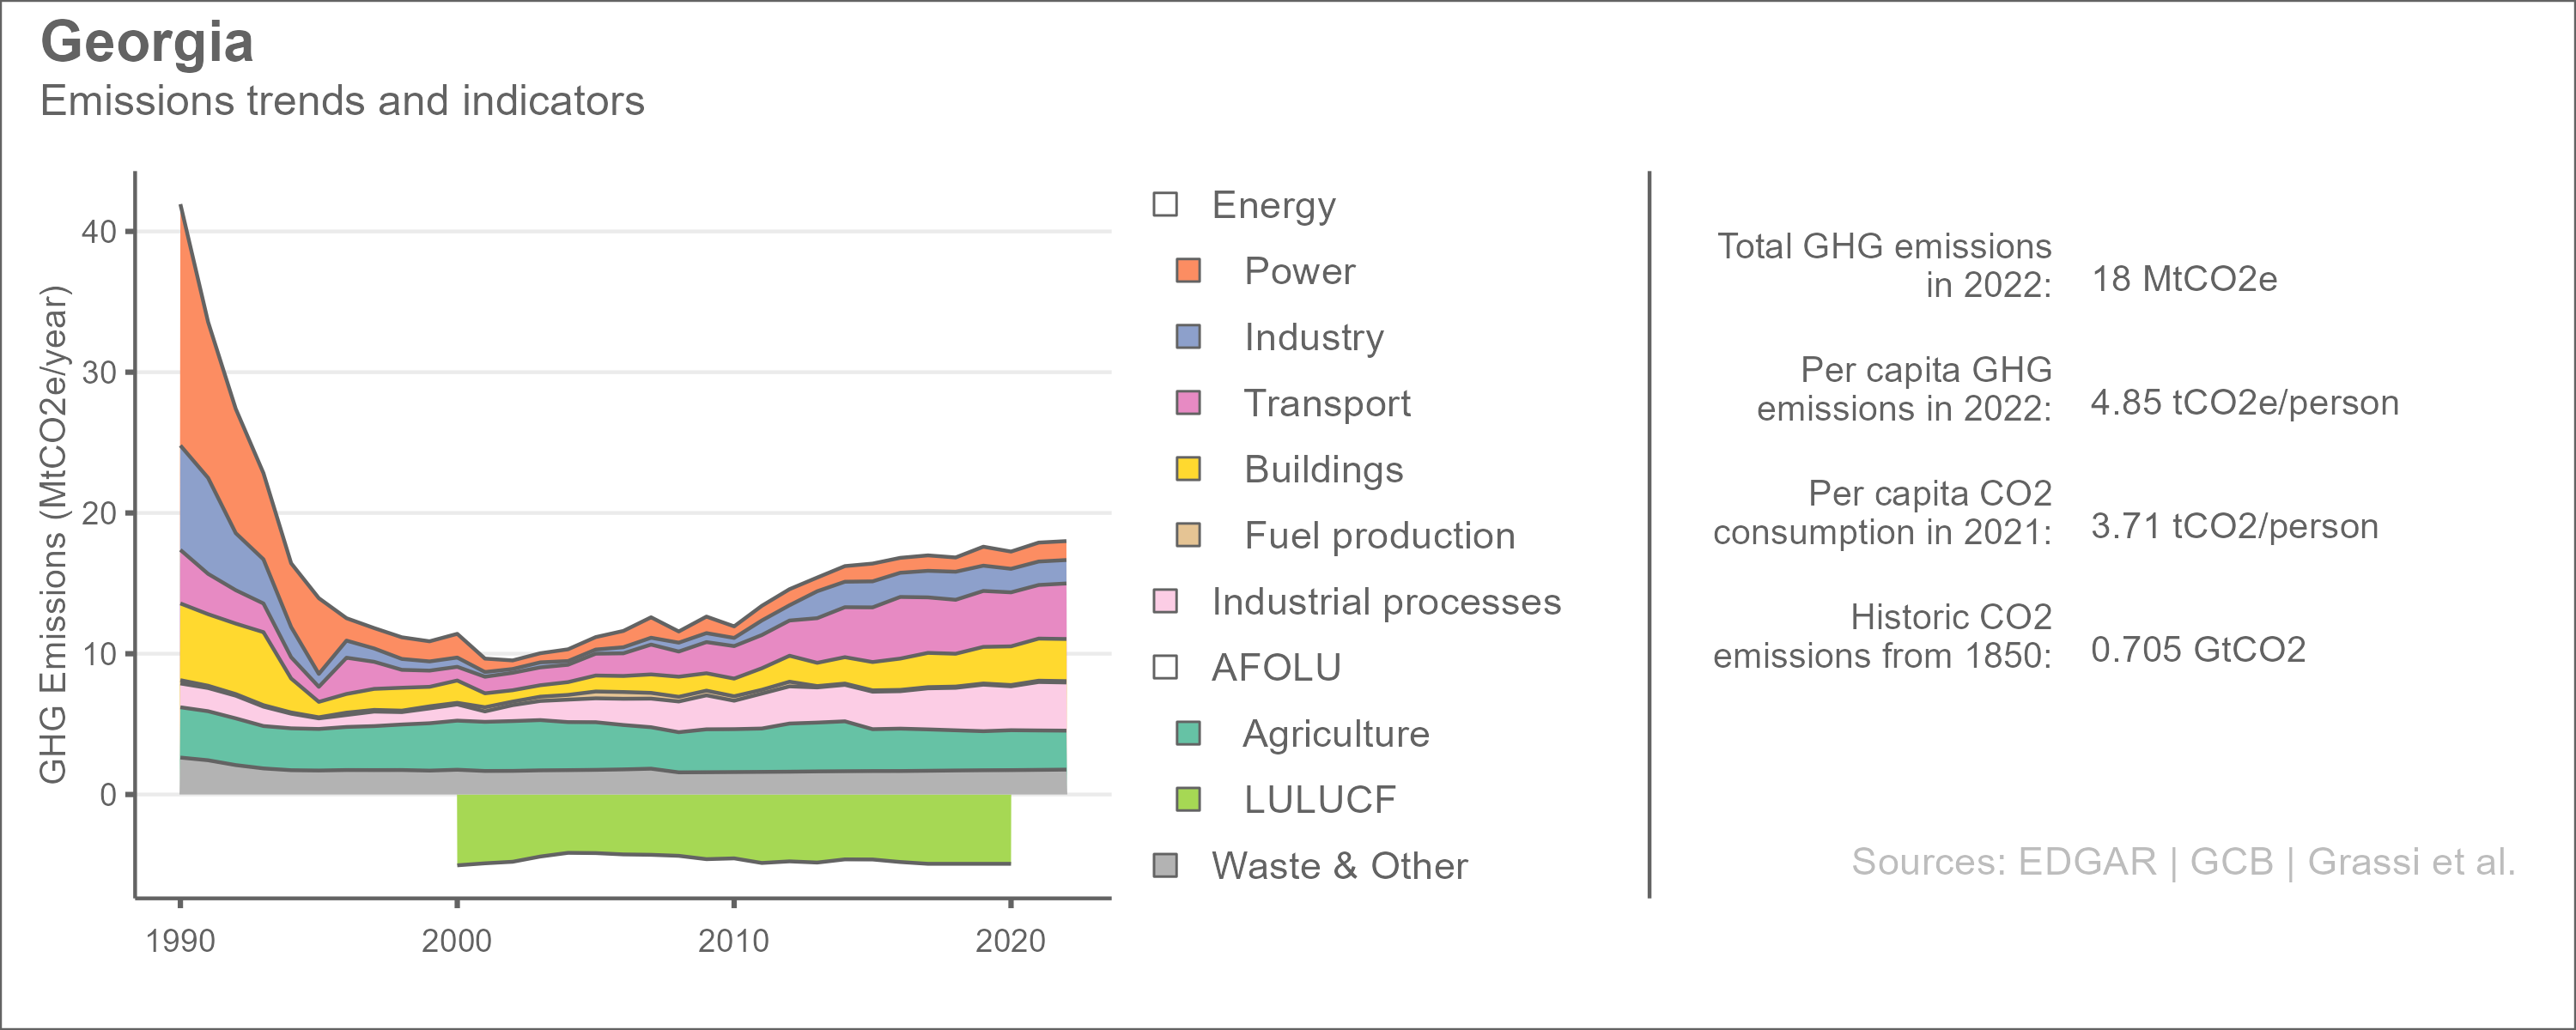 Georgia
Emissions trends and indicators
GHG Emissions (MtCO2e/year)
40
30
20
10
0
1990
2000
2010
2020
Energy
Power
Industry
Transport
Buildings
Fuel production
Industrial processes
AFOLU
Agriculture
LULUCF
Waste & Other
Total GHG emissions
in 2022:
18 MtCO2e
Per capita GHG
emissions in 2022:
4.85 tCO2e/person
Per capita CO2
consumption in 2021:
3.71 tCO2/person
Historic CO2
emissions from 1850:
0.705 GtCO2
Sources: EDGAR | GCB | Grassi et al.